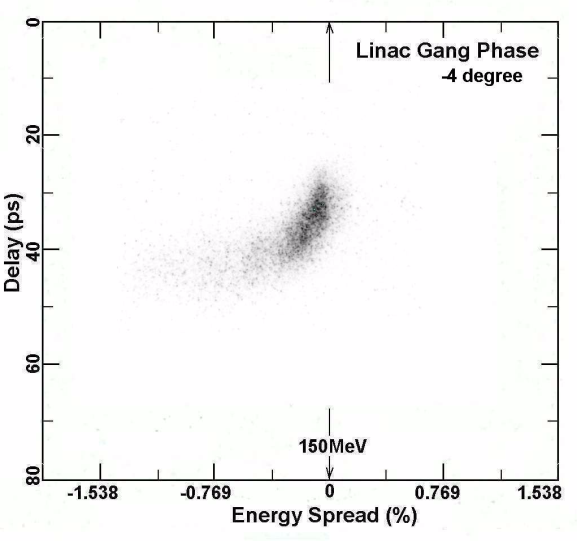 Linac Gang Phase
-4 degree
0
20
40
60
80
Delay (ps)
150MeV
-1.538 -0.769 0 0.769 1.538
Energy Spread (%)